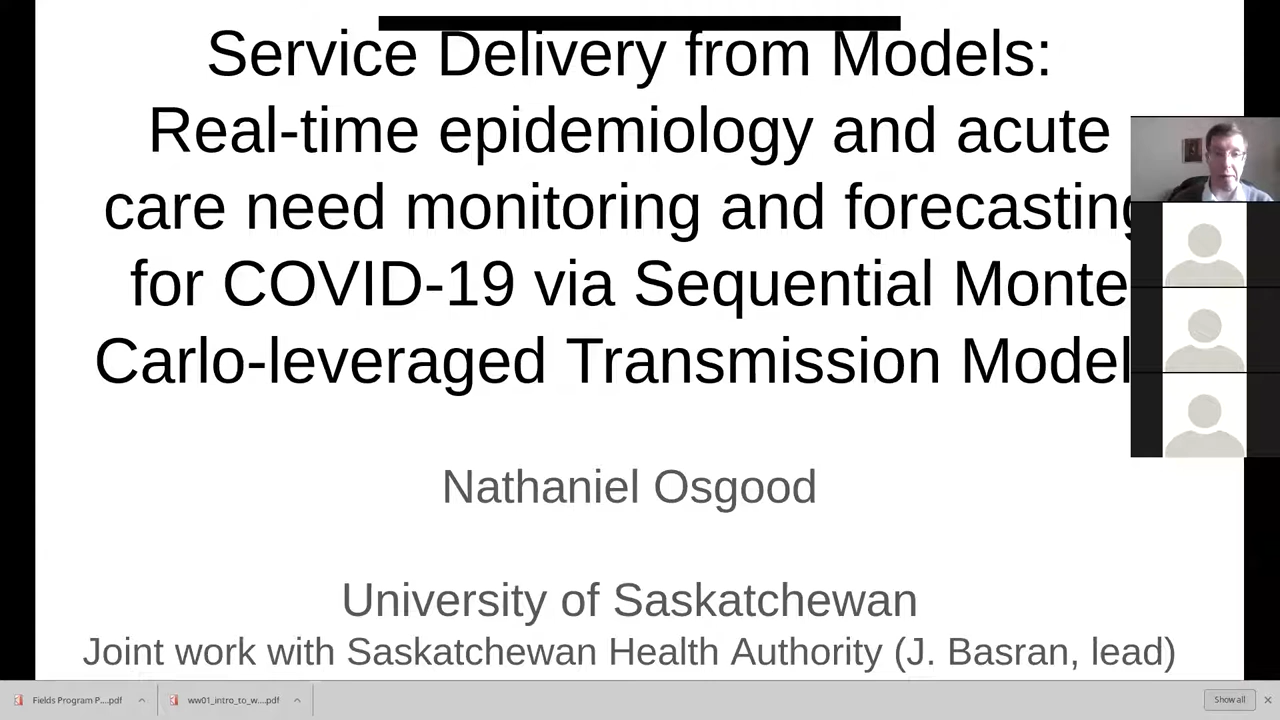 Service Delivery from Models:
Real-time epidemiology and acute
care need monitoring and forecasting
for COVID-19 via Sequential Monte
Carlo-leveraged Transmission Model
Nathaniel Osgood
University of Saskatchewan
Joint work with Saskatchewan Health Authority (J. Basran, lead)
Fields Program P....pdf
ww01_intro_to_w....pdf
Show all